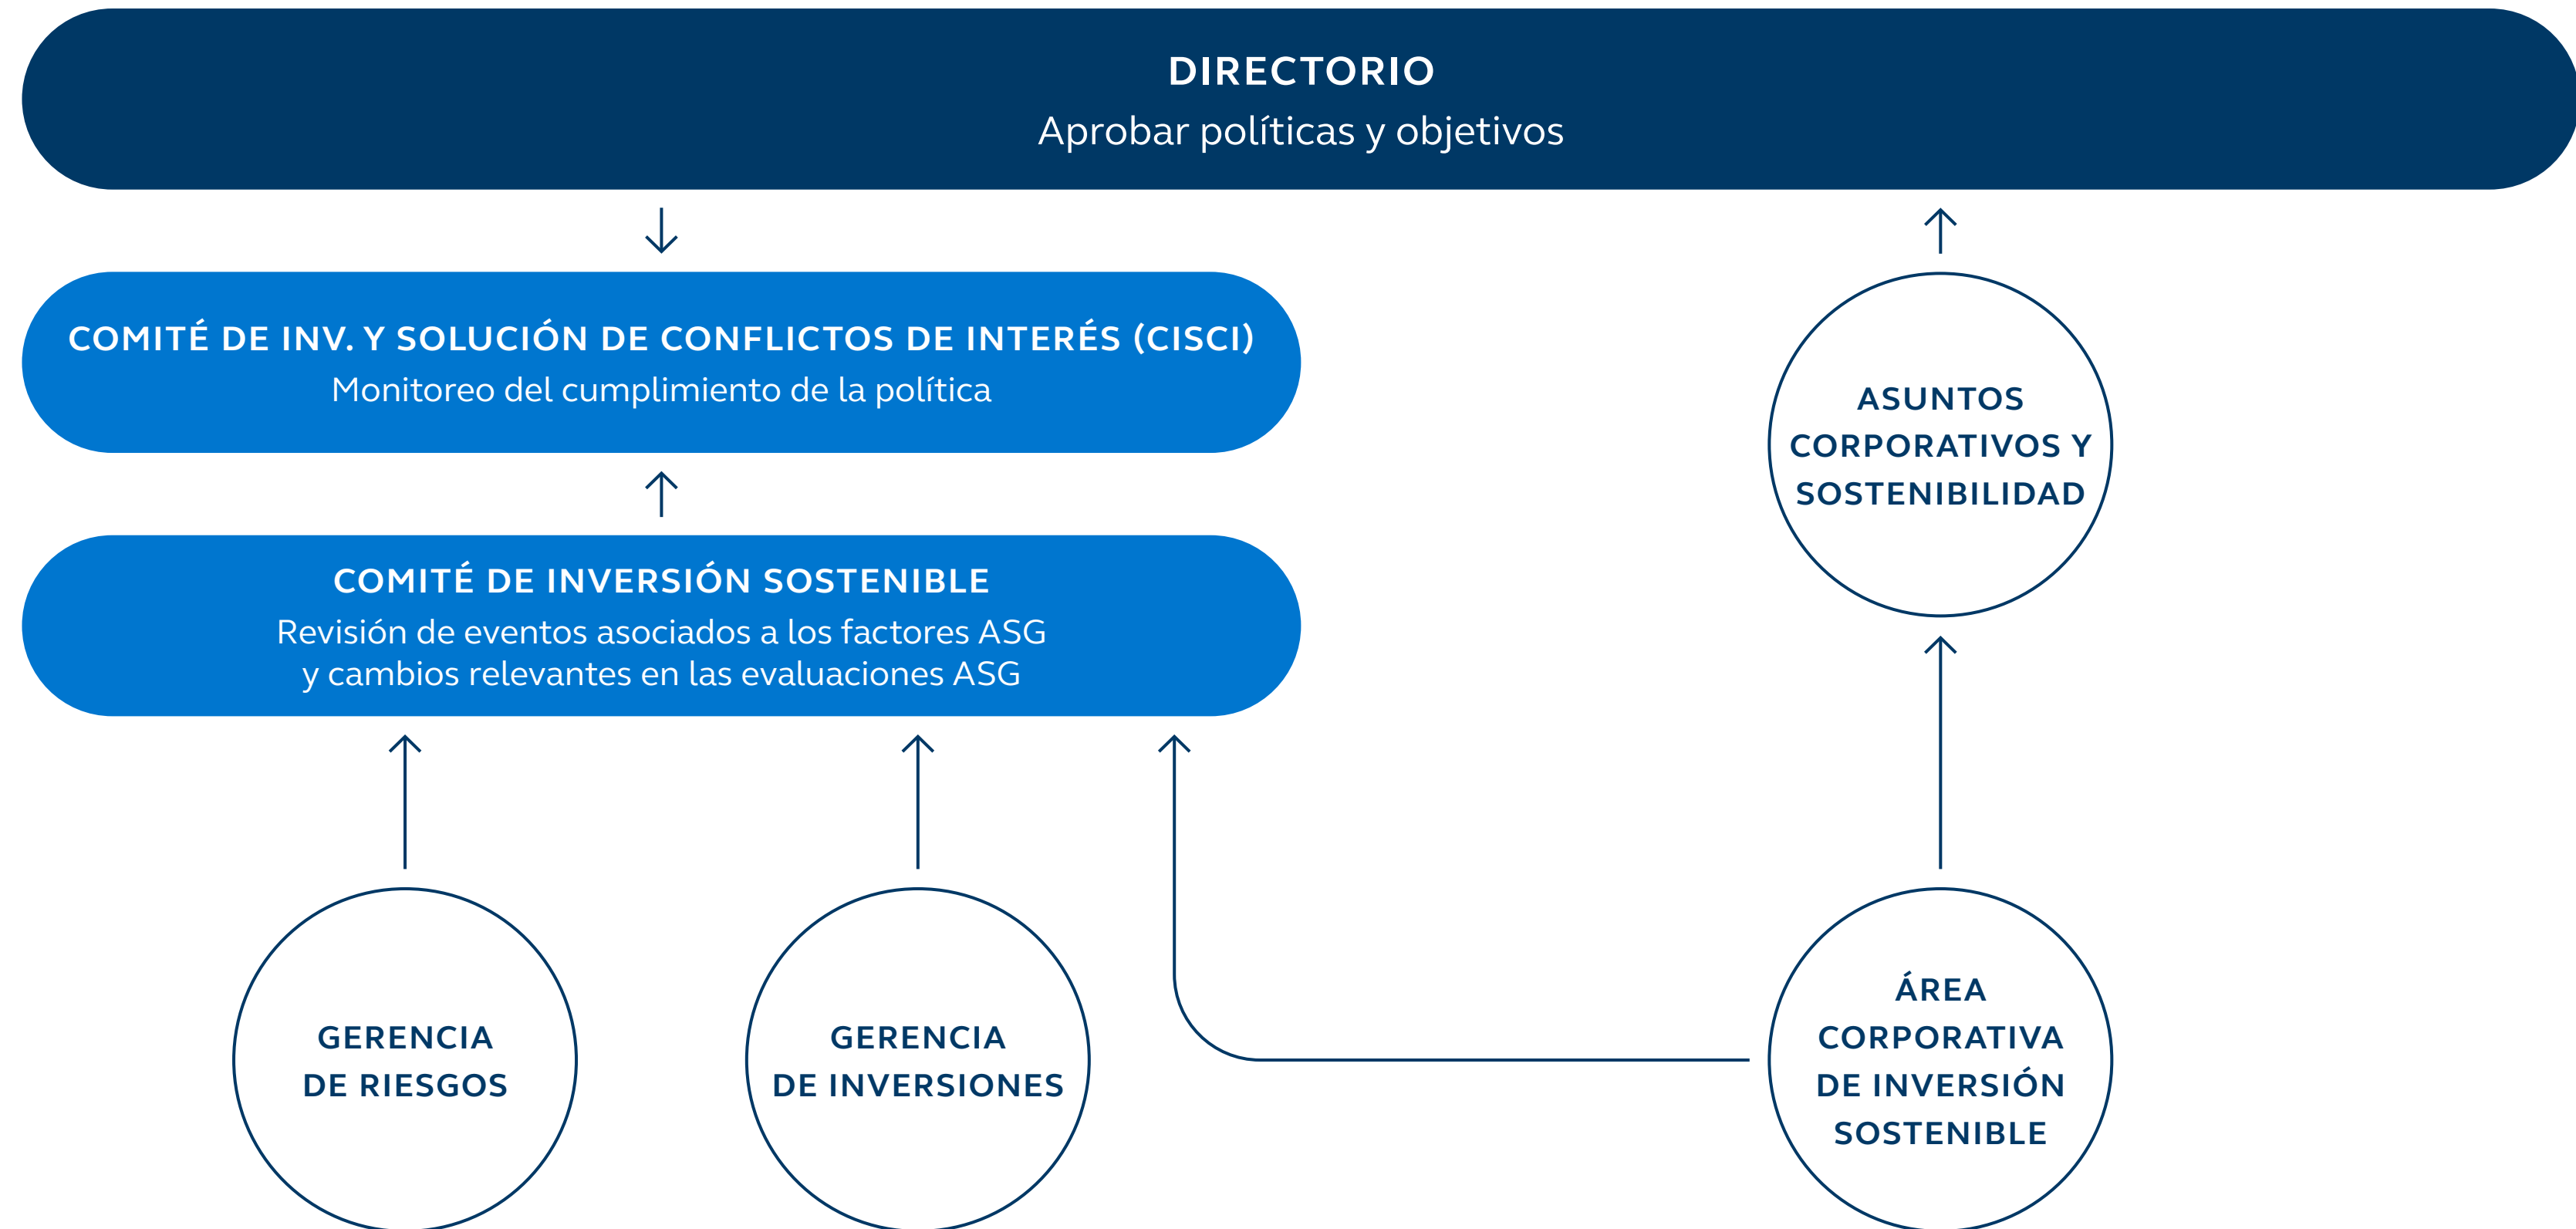 DIRECTORIO
Aprobar políticas y objetivos
COMITÉ DE INV. Y SOLUCIÓN DE CONFLICTOS DE INTERÉS (CISCI)
Monitoreo del cumplimiento de la política
ASUNTOS
CORPORATIVOS Y
SOSTENIBILIDAD
COMITÉ DE INVERSIÓN SOSTENIBLE
Revisión de eventos asociados a los factores ASG
y cambios relevantes en las evaluaciones ASG
GERENCIA
DE RIESGOS
GERENCIA
DE INVERSIONES
ÁREA
CORPORATIVA
DE INVERSIÓN
SOSTENIBLE